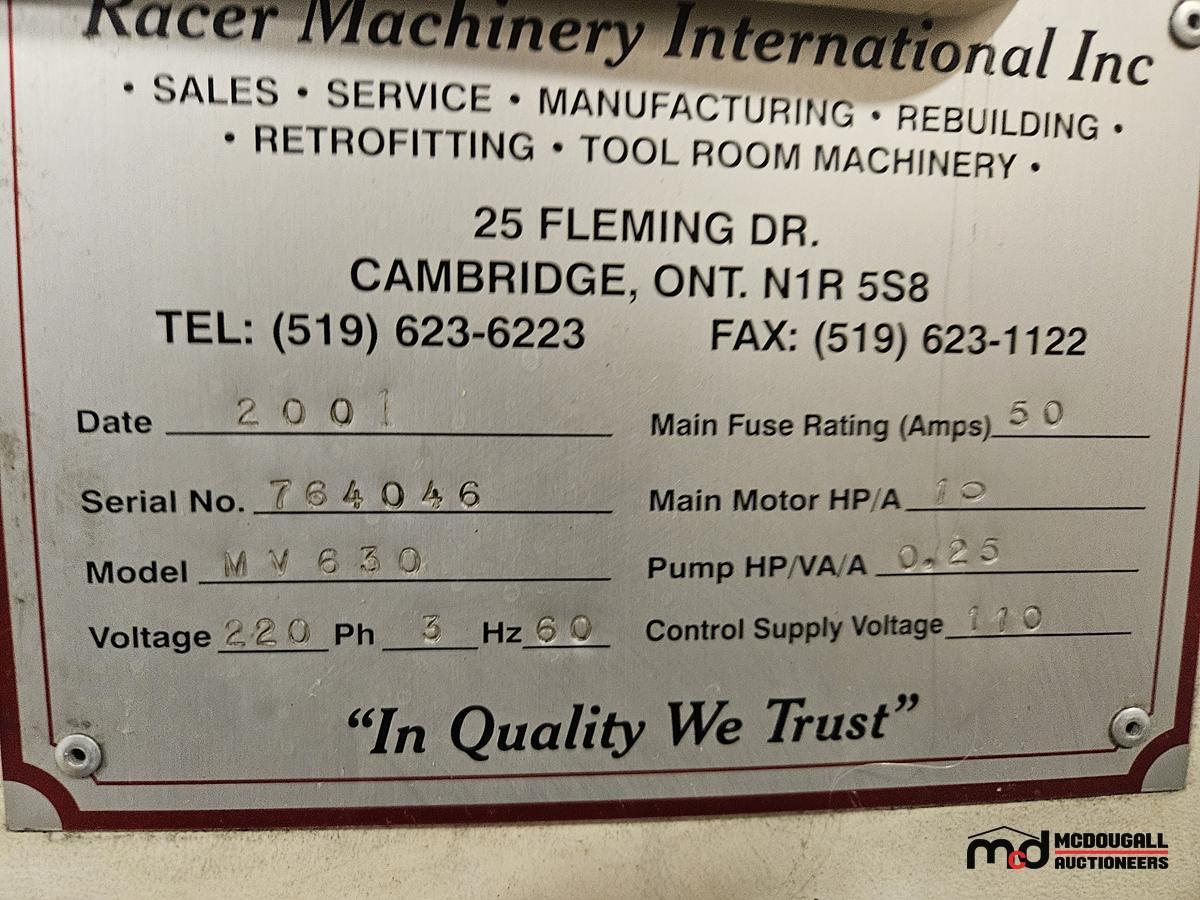 Racer Machinery International Inc
• SALES • SERVICE • MANUFACTURING • REBUILDING •
• RETROFITTING • TOOL ROOM MACHINERY •
25 FLEMING DR.
CAMBRIDGE, ONT. N1R 5S8
TEL: (519) 623-6223 FAX: (519) 623-1122
Date 2001 Main Fuse Rating (Amps) 50
Serial No. 764046 Main Motor HP/A 10
Model MV630 Pump HP/VA/A 0.25
Voltage 220 Ph 3 Hz 60 Control Supply Voltage 110
“In Quality We Trust”
mcd MCDOUGALL
AUCTIONEERS